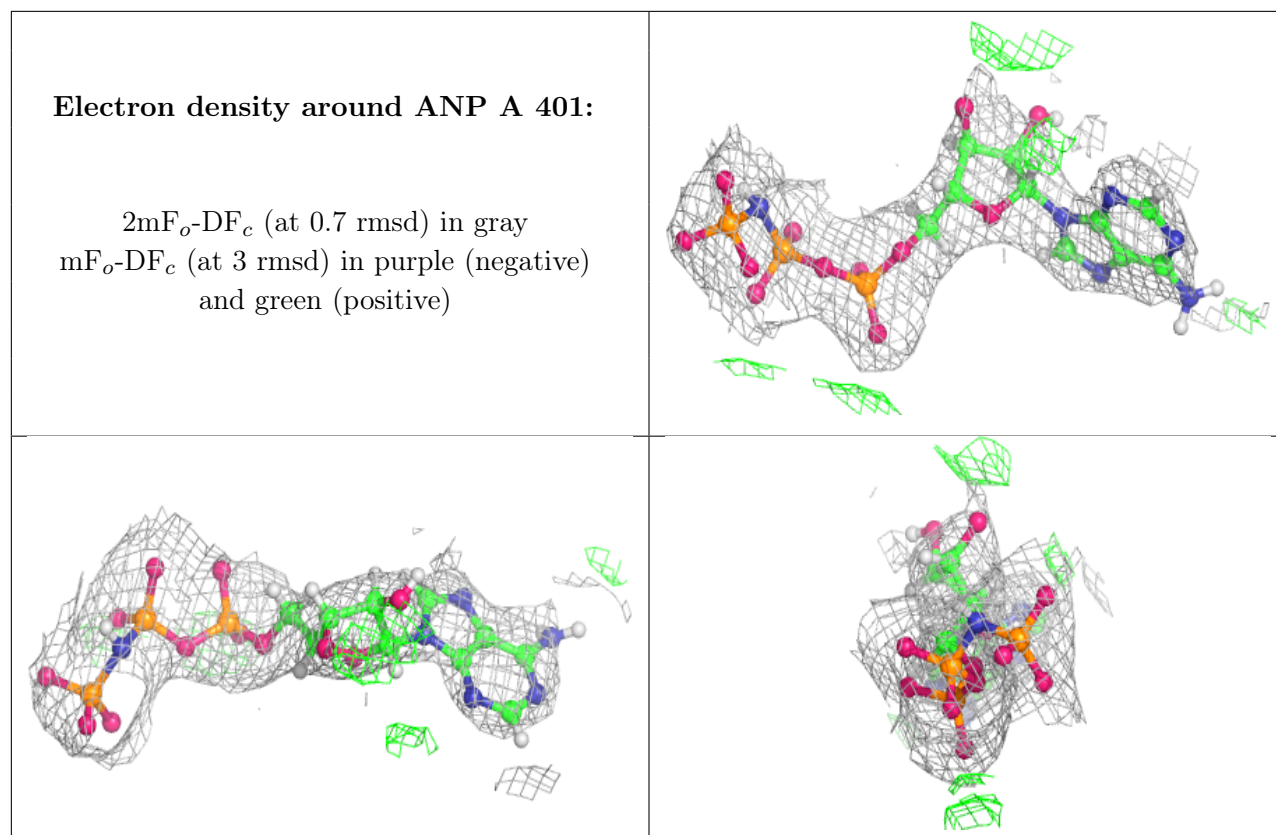 Electron density around ANP A 401:
2mFo-DFc (at 0.7 rmsd) in gray
mFo-DFc (at 3 rmsd) in purple (negative)
and green (positive)